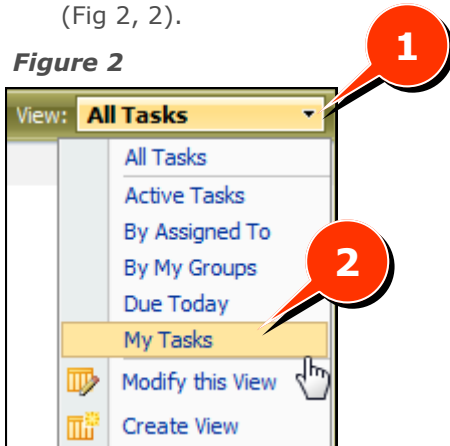 (Fig 2, 2).
Figure 2
1
View: All Tasks
All Tasks
Active Tasks
By Assigned To
By My Groups
2
Due Today
My Tasks
Modify this View
Create View